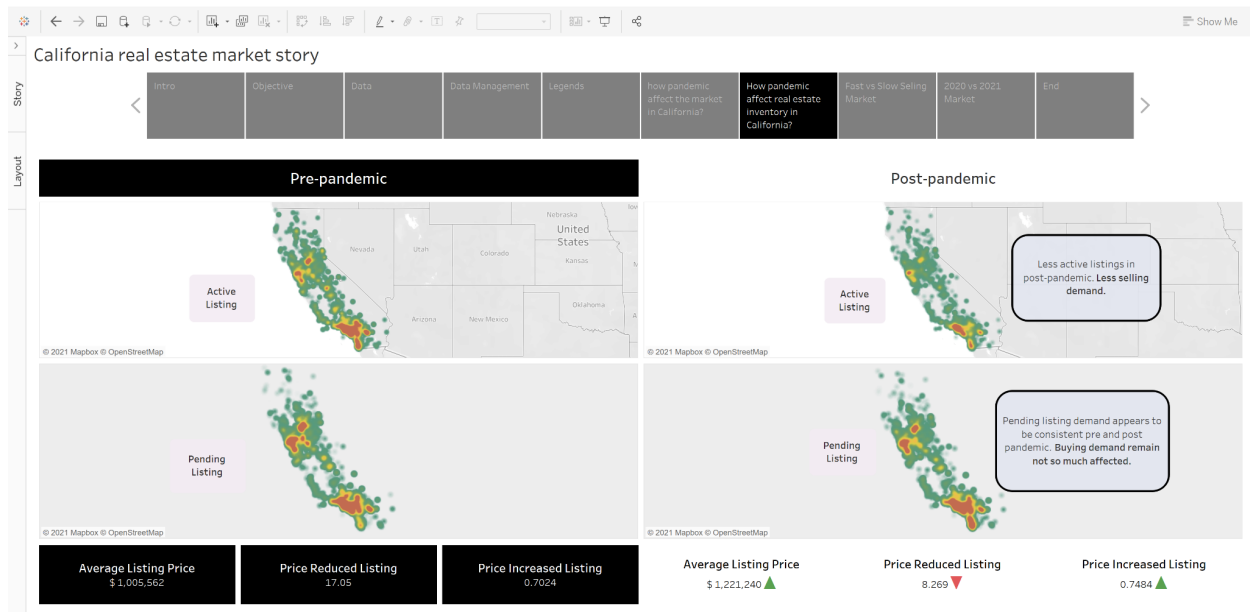 Show Me
California real estate market story
Story
Layout
Intro
Objective
Data
Data Management
Legends
how pandemic
affect the market
in California?
How pandemic
affect real estate
inventory in
California?
Fast vs Slow Seling
Market
2020 vs 2021
Market
End
Pre-pandemic
Post-pandemic
Nebraska
United
States
Nevada
Utah
Colorado
Kansas
Oklahoma
Arizona
New Mexico
Active
Listing
© 2021 Mapbox © OpenStreetMap
Active
Listing
Less active listings in
post-pandemic. Less selling
demand.
© 2021 Mapbox © OpenStreetMap
Pending
Listing
© 2021 Mapbox © OpenStreetMap
Pending
Listing
Pending listing demand appears to
be consistent pre and post
pandemic. Buying demand remain
not so much affected.
© 2021 Mapbox © OpenStreetMap
Average Listing Price
$ 1,005,562
Price Reduced Listing
17.05
Price Increased Listing
0.7024
Average Listing Price
$ 1,221,240
Price Reduced Listing
8.269
Price Increased Listing
0.7484